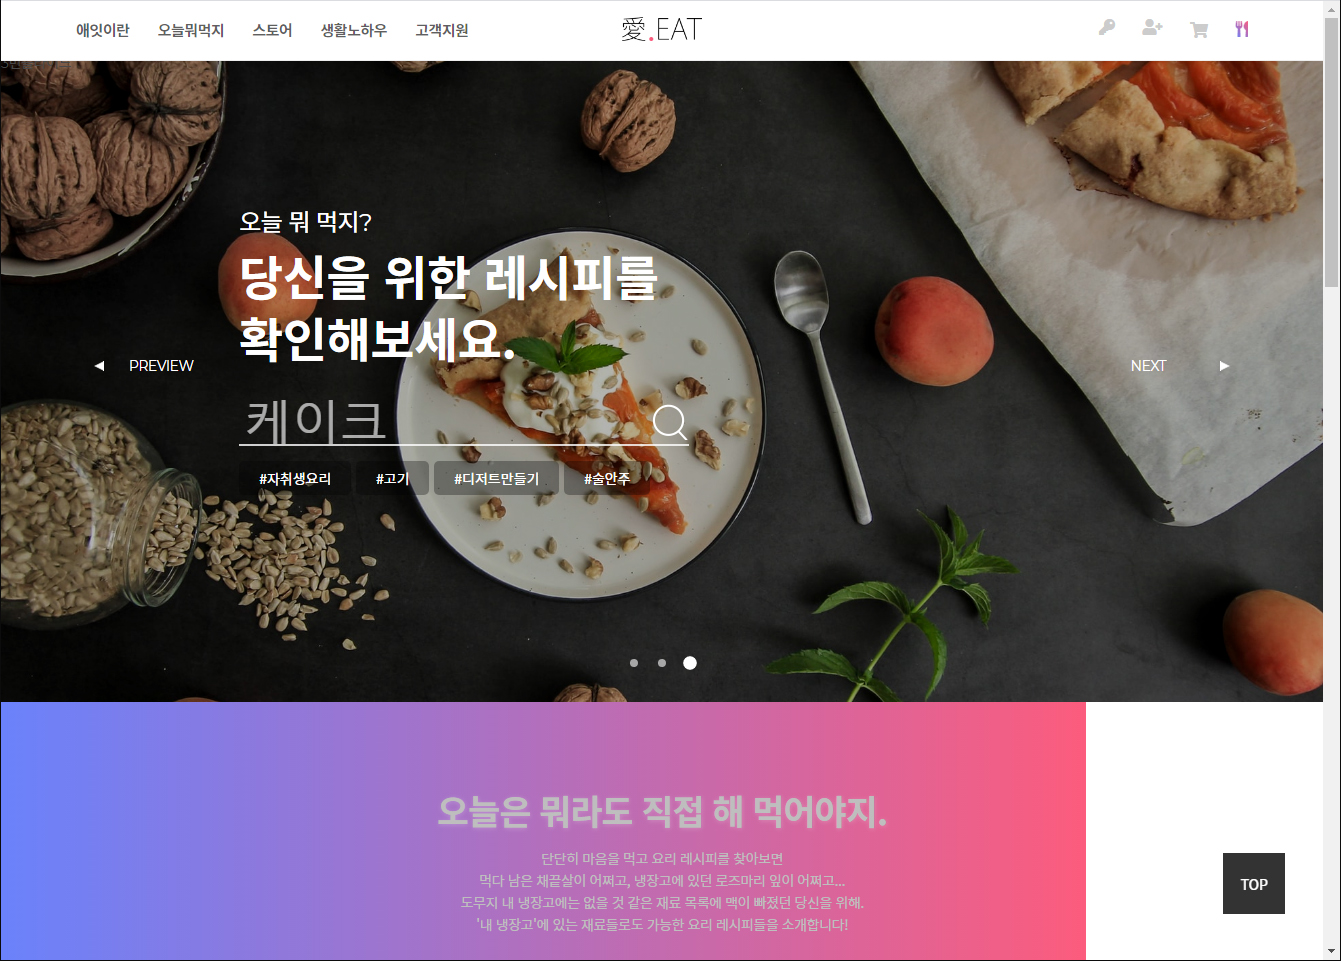 애잇이란 오늘뭐먹지 스토어 생활노하우 고객지원
愛.EAT
오늘 뭐 먹지?
당신을 위한 레시피를
확인해보세요.
◀ PREVIEW
NEXT ▶
케이크
#자취생요리 #고기 #디저트만들기 #술안주
오늘은 뭐라도 직접 해 먹어야지.
단단히 마음을 먹고 요리 레시피를 찾아보면
먹다 남은 채끝살이 어쩌고, 냉장고에 있던 로즈마리 잎이 어쩌고...
도무지 내 냉장고에는 없을 것 같은 재료 목록에 맥이 빠졌던 당신을 위해.
'내 냉장고'에 있는 재료들로도 가능한 요리 레시피들을 소개합니다!
TOP